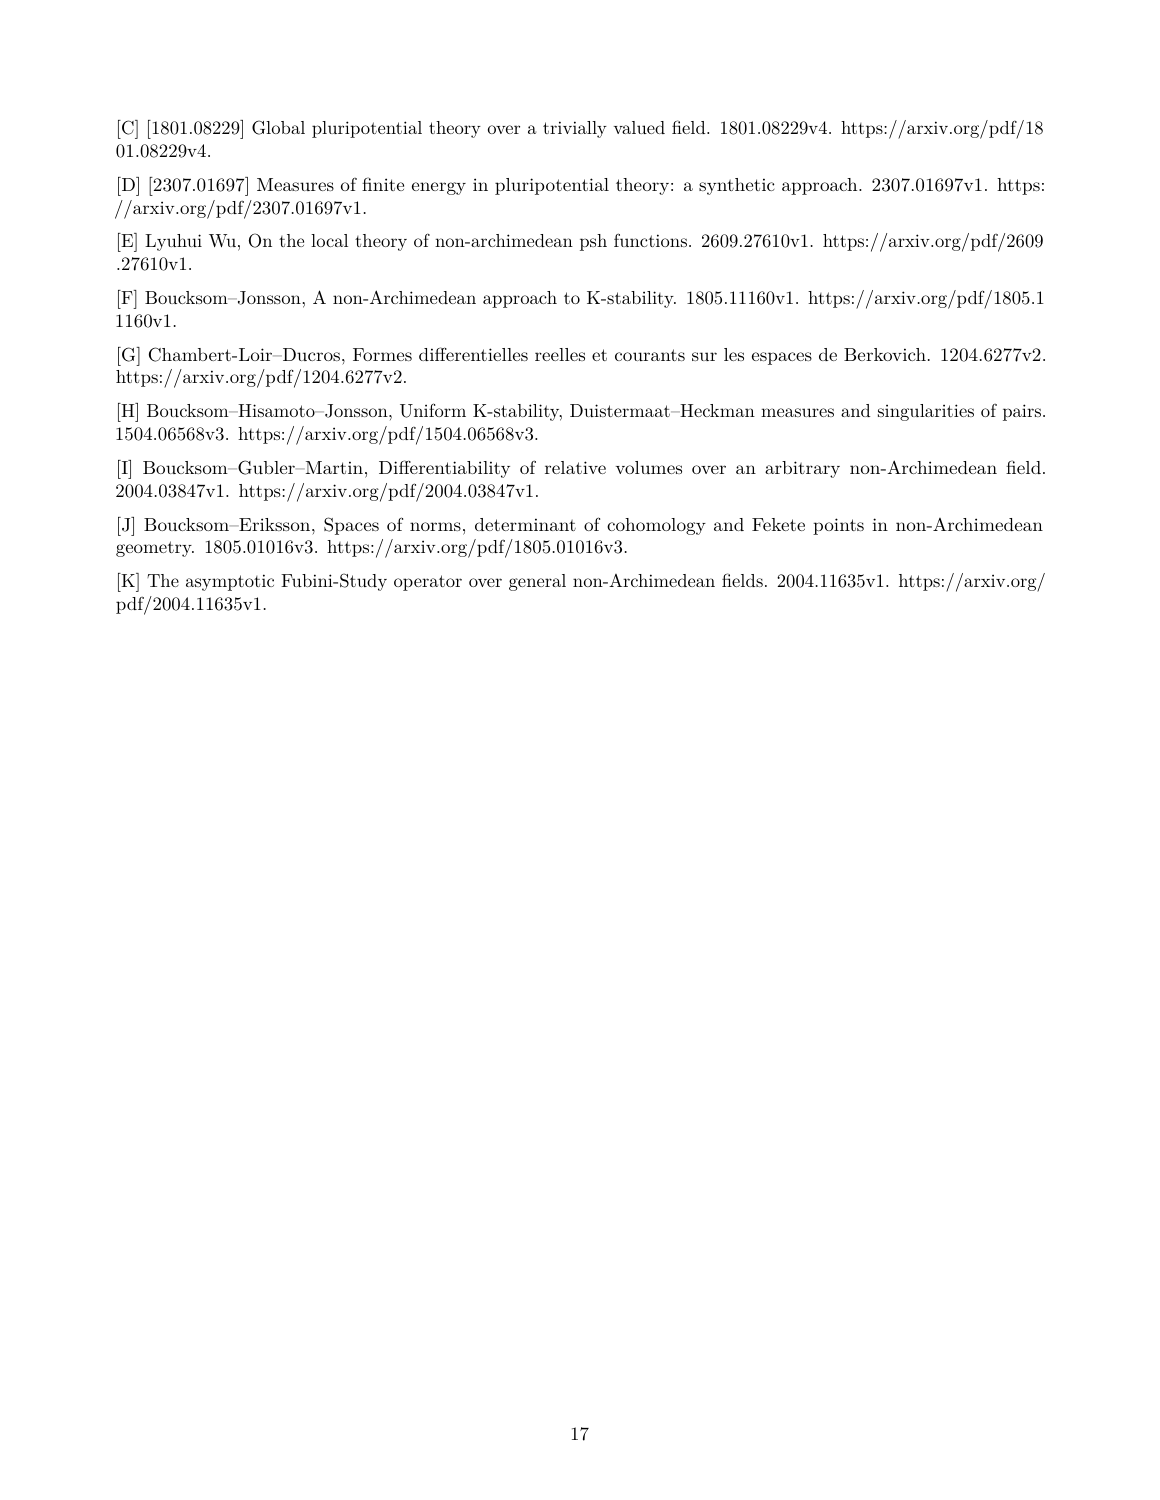 [C] [1801.08229] Global pluripotential theory over a trivially valued field. 1801.08229v4. https://arxiv.org/pdf/18
01.08229v4.
[D] [2307.01697] Measures of finite energy in pluripotential theory: a synthetic approach. 2307.01697v1. https:
//arxiv.org/pdf/2307.01697v1.
[E] Lyuhui Wu, On the local theory of non-archimedean psh functions. 2609.27610v1. https://arxiv.org/pdf/2609
.27610v1.
[F] Boucksom–Jonsson, A non-Archimedean approach to K-stability. 1805.11160v1. https://arxiv.org/pdf/1805.1
1160v1.
[G] Chambert-Loir–Ducros, Formes differentielles reelles et courants sur les espaces de Berkovich. 1204.6277v2.
https://arxiv.org/pdf/1204.6277v2.
[H] Boucksom–Hisamoto–Jonsson, Uniform K-stability, Duistermaat–Heckman measures and singularities of pairs.
1504.06568v3. https://arxiv.org/pdf/1504.06568v3.
[I] Boucksom–Gubler–Martin, Differentiability of relative volumes over an arbitrary non-Archimedean field.
2004.03847v1. https://arxiv.org/pdf/2004.03847v1.
[J] Boucksom–Eriksson, Spaces of norms, determinant of cohomology and Fekete points in non-Archimedean
geometry. 1805.01016v3. https://arxiv.org/pdf/1805.01016v3.
[K] The asymptotic Fubini-Study operator over general non-Archimedean fields. 2004.11635v1. https://arxiv.org/
pdf/2004.11635v1.
17